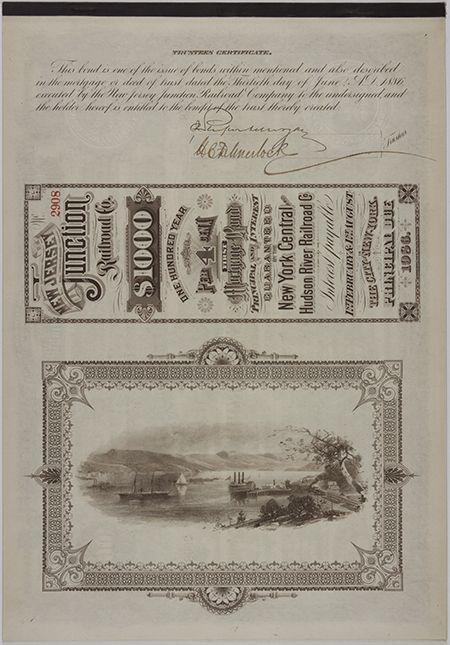 TRUSTEES CERTIFICATE.
This bond is one of the issue of bonds within mentioned and also described
in the mortgage or deed of trust dated the Thirtieth day of June A.D. 1886,
executed by the New Jersey Junction Railroad Company to the undersigned, and
the holder hereof is entitled to the benefit of the trust thereby created.
Trustees
2908
NEW JERSEY
Junction
Railroad Co.
$1000
ONE HUNDRED YEAR
PER 4 CENT
Mortgage Bond
PRINCIPAL AND INTEREST
GUARANTEED
BY THE
New York Central
AND
Hudson River Railroad Co
Interest payable
1ST FEBRUARY & 1ST AUGUST
IN
THE CITY OF NEW-YORK.
PRINCIPAL DUE
1986.